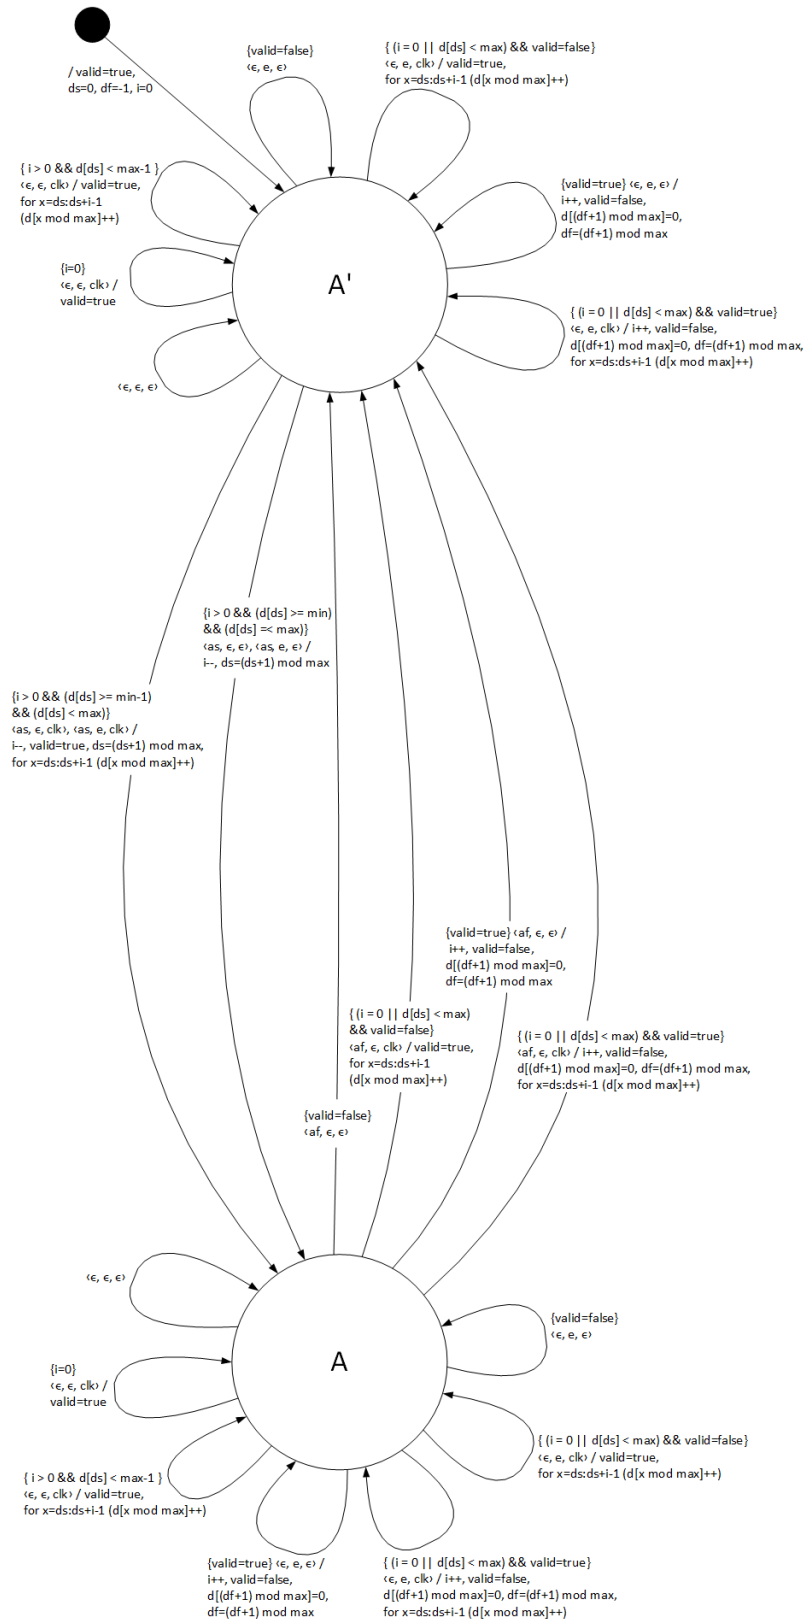 / valid=true,
ds=0, df=-1, i=0
{valid=false}
‹ϵ, e, ϵ›
{ (i = 0 || d[ds] < max) && valid=false}
‹ϵ, e, clk› / valid=true,
for x=ds:ds+i-1 (d[x mod max]++)
{ i > 0 && d[ds] < max-1 }
‹ϵ, ϵ, clk› / valid=true,
for x=ds:ds+i-1
(d[x mod max]++)
{valid=true} ‹ϵ, e, ϵ› /
i++, valid=false,
d[(df+1) mod max]=0,
df=(df+1) mod max
{i=0}
‹ϵ, ϵ, clk› /
valid=true
A'
{ (i = 0 || d[ds] < max) && valid=true}
‹ϵ, e, clk› / i++, valid=false,
d[(df+1) mod max]=0, df=(df+1) mod max,
for x=ds:ds+i-1 (d[x mod max]++)
‹ϵ, ϵ, ϵ›
{i > 0 && (d[ds] >= min)
&& (d[ds] =< max)}
‹as, ϵ, ϵ›, ‹as, e, ϵ› /
i--, ds=(ds+1) mod max
{i > 0 && (d[ds] >= min-1)
&& (d[ds] < max)}
‹as, ϵ, clk›, ‹as, e, clk› /
i--, valid=true, ds=(ds+1) mod max,
for x=ds:ds+i-1 (d[x mod max]++)
{valid=true} ‹af, ϵ, ϵ› /
i++, valid=false,
d[(df+1) mod max]=0,
df=(df+1) mod max
{ (i = 0 || d[ds] < max)
&& valid=false}
‹af, ϵ, clk› / valid=true,
for x=ds:ds+i-1
(d[x mod max]++)
{ (i = 0 || d[ds] < max) && valid=true}
‹af, ϵ, clk› / i++, valid=false,
d[(df+1) mod max]=0, df=(df+1) mod max,
for x=ds:ds+i-1 (d[x mod max]++)
{valid=false}
‹af, ϵ, ϵ›
‹ϵ, ϵ, ϵ›
{valid=false}
‹ϵ, e, ϵ›
A
{i=0}
‹ϵ, ϵ, clk› /
valid=true
{ (i = 0 || d[ds] < max) && valid=false}
‹ϵ, e, clk› / valid=true,
for x=ds:ds+i-1 (d[x mod max]++)
{ i > 0 && d[ds] < max-1 }
‹ϵ, ϵ, clk› / valid=true,
for x=ds:ds+i-1 (d[x mod max]++)
{valid=true} ‹ϵ, e, ϵ› /
i++, valid=false,
d[(df+1) mod max]=0,
df=(df+1) mod max
{ (i = 0 || d[ds] < max) && valid=true}
‹ϵ, e, clk› / i++, valid=false,
d[(df+1) mod max]=0, df=(df+1) mod max,
for x=ds:ds+i-1 (d[x mod max]++)